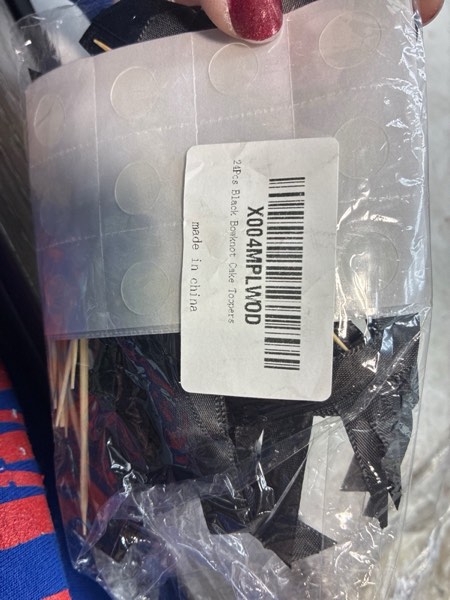 X004MPLWOD
24Pcs Black Bowknot Cake Toppers
made in china